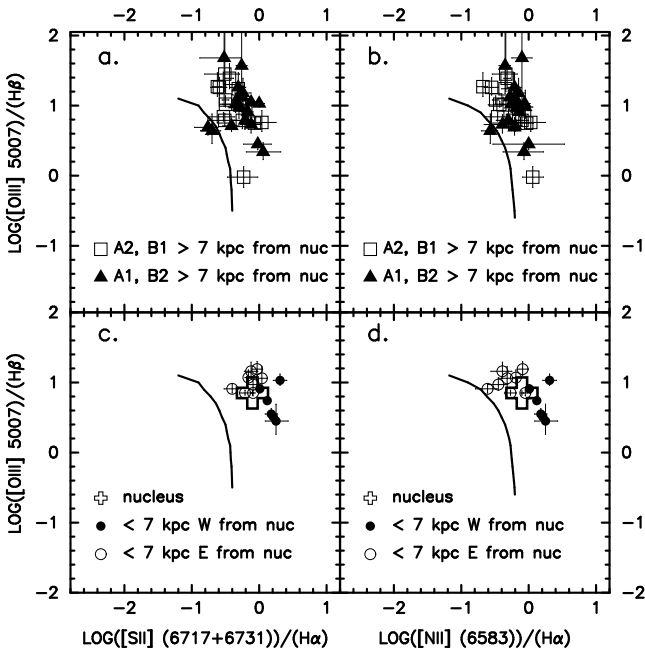 −2 −1 0 1 −2 −1 0 1
2 a. b. 2
LOG([OIII] 5007)/(Hβ)
1 1
0 0
−1 −1
A2, B1 > 7 kpc from nuc A2, B1 > 7 kpc from nuc
A1, B2 > 7 kpc from nuc A1, B2 > 7 kpc from nuc
2 2
c. d.
LOG([OIII] 5007)/(Hβ)
1 1
0 0
nucleus nucleus
−1 < 7 kpc W from nuc < 7 kpc W from nuc −1
< 7 kpc E from nuc < 7 kpc E from nuc
−2 −2
−2 −1 0 1 −2 −1 0 1
LOG([SII] (6717+6731))/(Hα) LOG([NII] (6583))/(Hα)